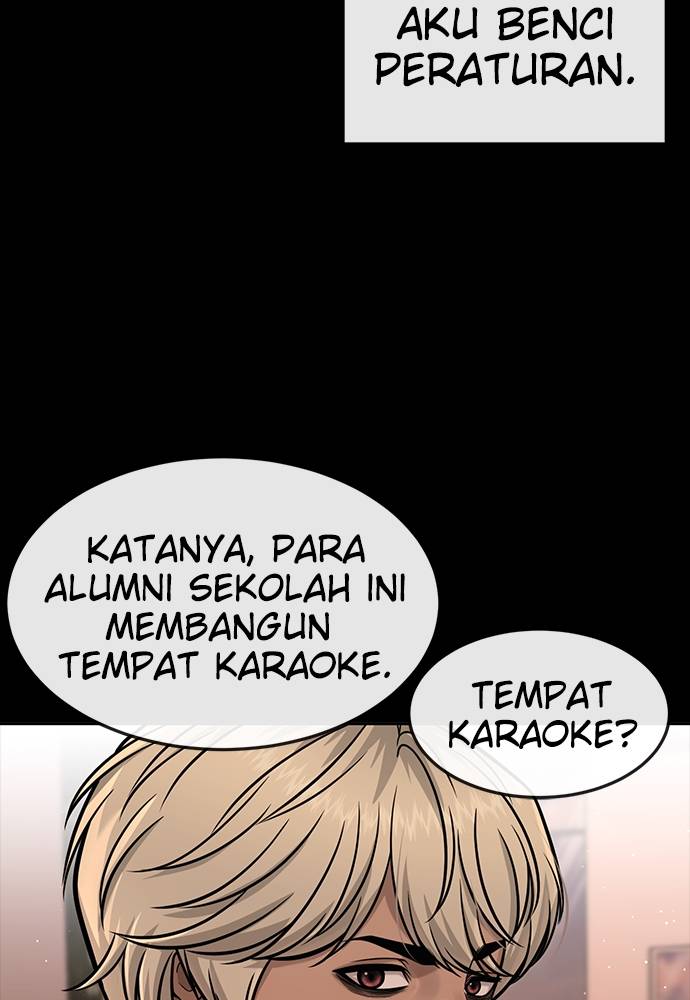 AKU BENCI
PERATURAN.
KATANYA, PARA
ALUMNI SEKOLAH INI
MEMBANGUN
TEMPAT KARAOKE.
TEMPAT
KARAOKE?